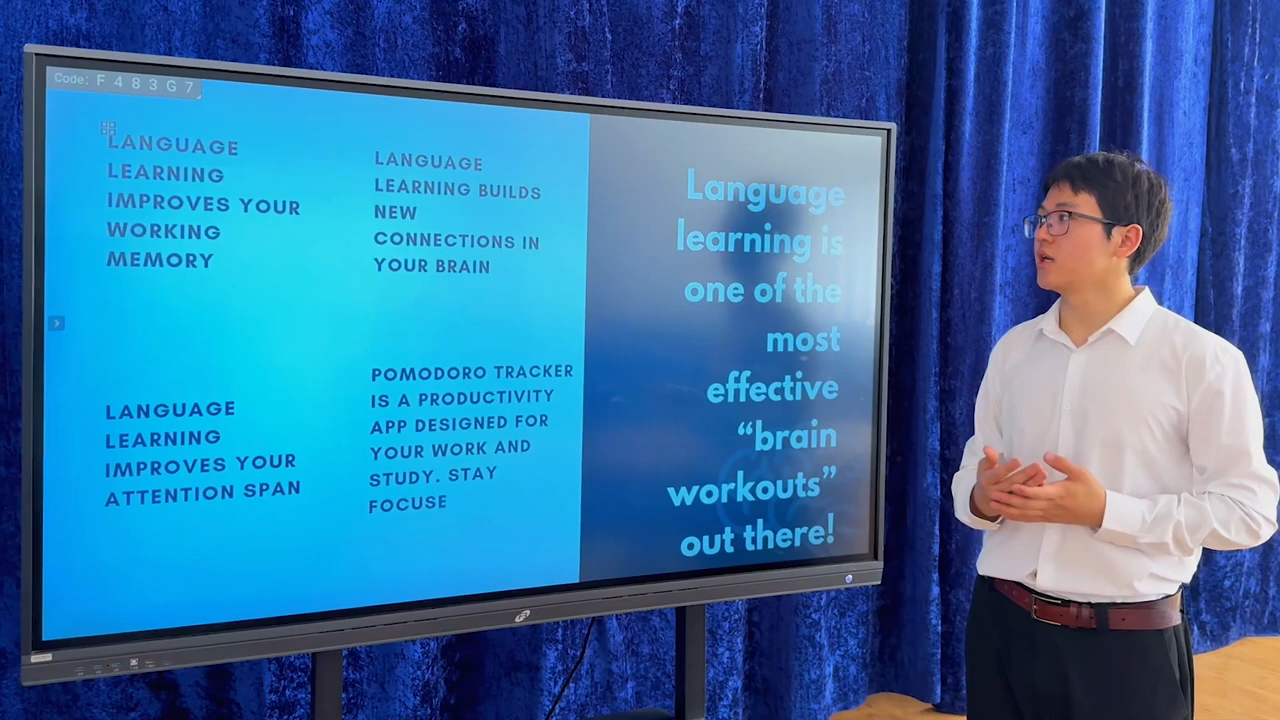 Code: F 4 8 3 G 7
LANGUAGE
LEARNING
IMPROVES YOUR
WORKING
MEMORY
LANGUAGE
LEARNING BUILDS
NEW
CONNECTIONS IN
YOUR BRAIN
LANGUAGE
LEARNING
IMPROVES YOUR
ATTENTION SPAN
POMODORO TRACKER
IS A PRODUCTIVITY
APP DESIGNED FOR
YOUR WORK AND
STUDY. STAY
FOCUSE
Language
learning is
one of the
most
effective
“brain
workouts”
out there!